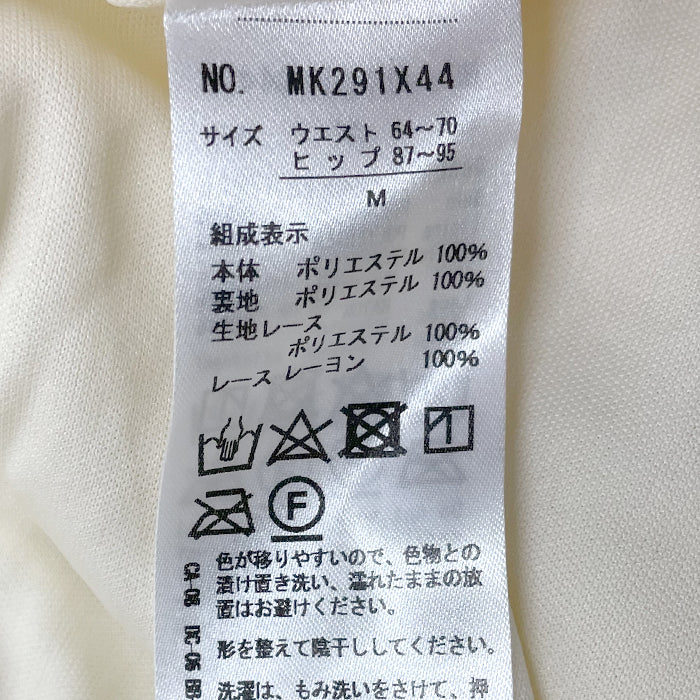 NO. MK291X44
サイズ ウエスト 64～70
ヒップ 87～95
M
組成表示
本体 ポリエステル 100%
裏地 ポリエステル 100%
生地レース
ポリエステル 100%
レース レーヨン 100%
F
色が移りやすいので、色物との
漬け置き洗い、濡れたままの放
置はお避けください。
形を整えて陰干ししてください。
洗濯は、もみ洗いをさけて、押
CA-06 DC-05